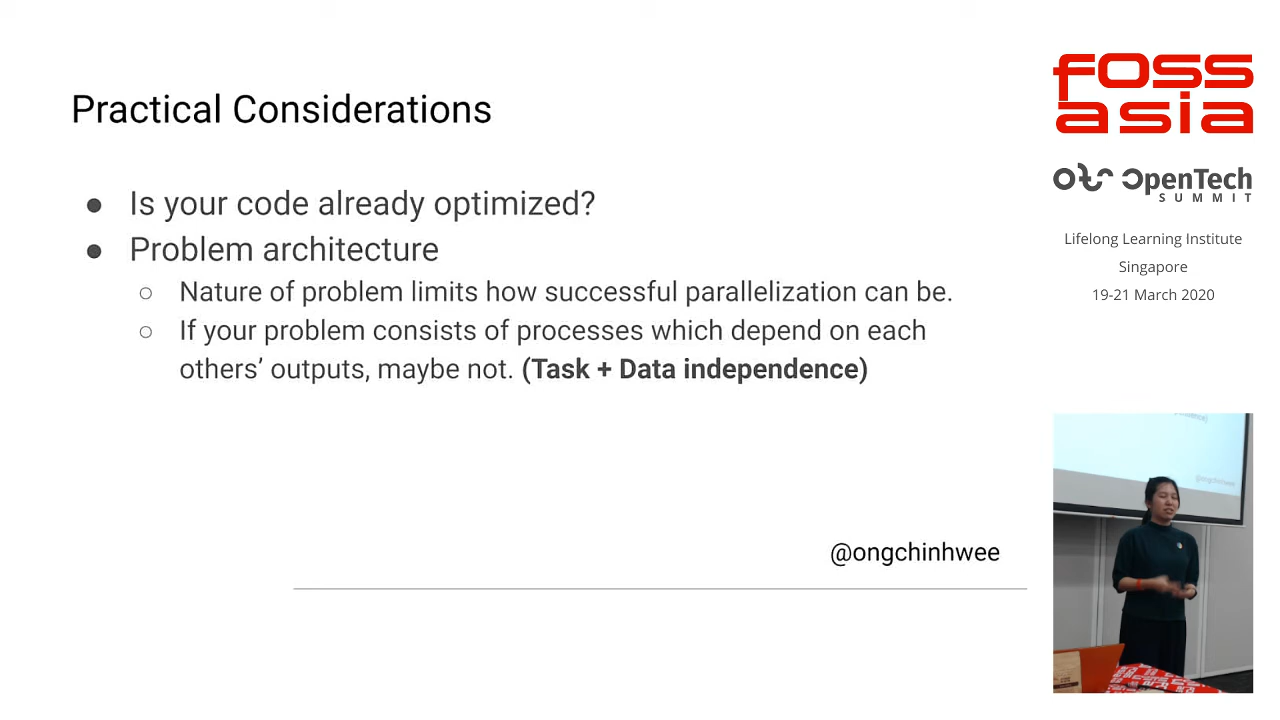 Practical Considerations
● Is your code already optimized?
● Problem architecture
○ Nature of problem limits how successful parallelization can be.
○ If your problem consists of processes which depend on each
others’ outputs, maybe not. (Task + Data independence)
@ongchinhwee
FOSS
asia
OpenTech
SUMMIT
Lifelong Learning Institute
Singapore
19-21 March 2020
@ongchinhwee